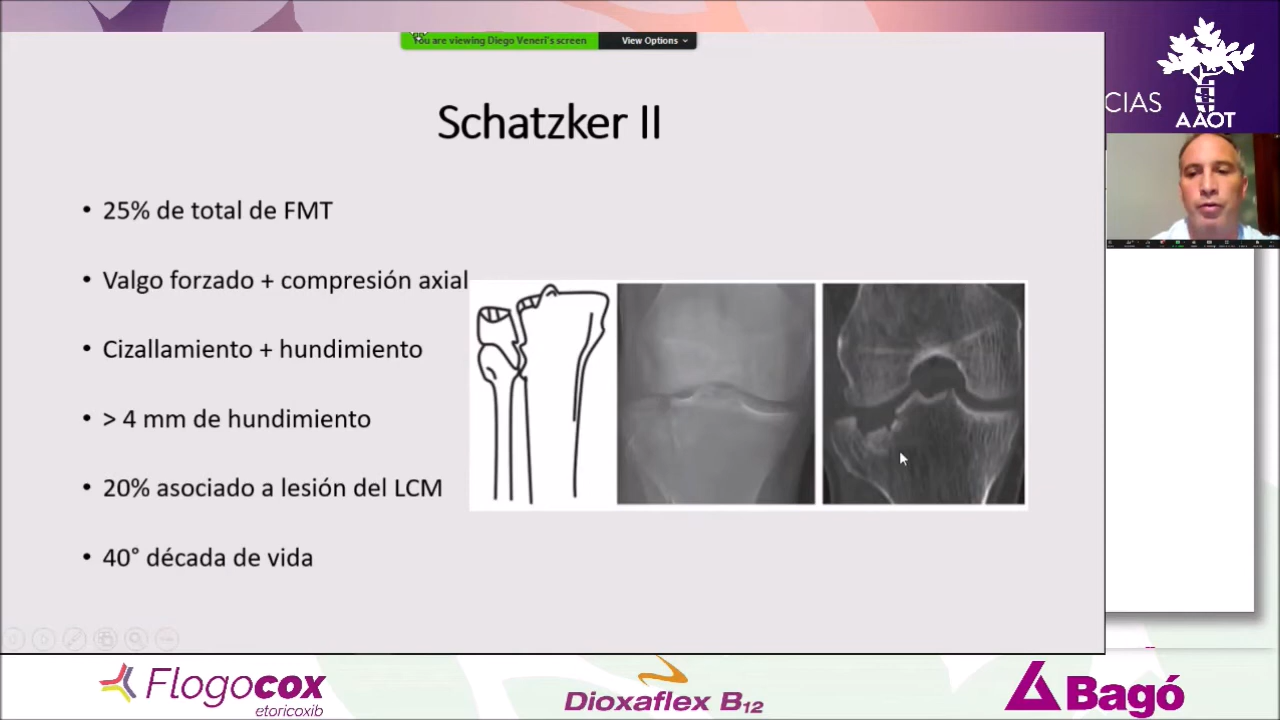 You are viewing Diego Veneri's screen
View Options
CIAS
AAOT
Schatzker II
• 25% de total de FMT
• Valgo forzado + compresión axial
• Cizallamiento + hundimiento
• > 4 mm de hundimiento
• 20% asociado a lesión del LCM
• 40° década de vida
Flogocox
etoricoxib
Dioxaflex B12
Bagó